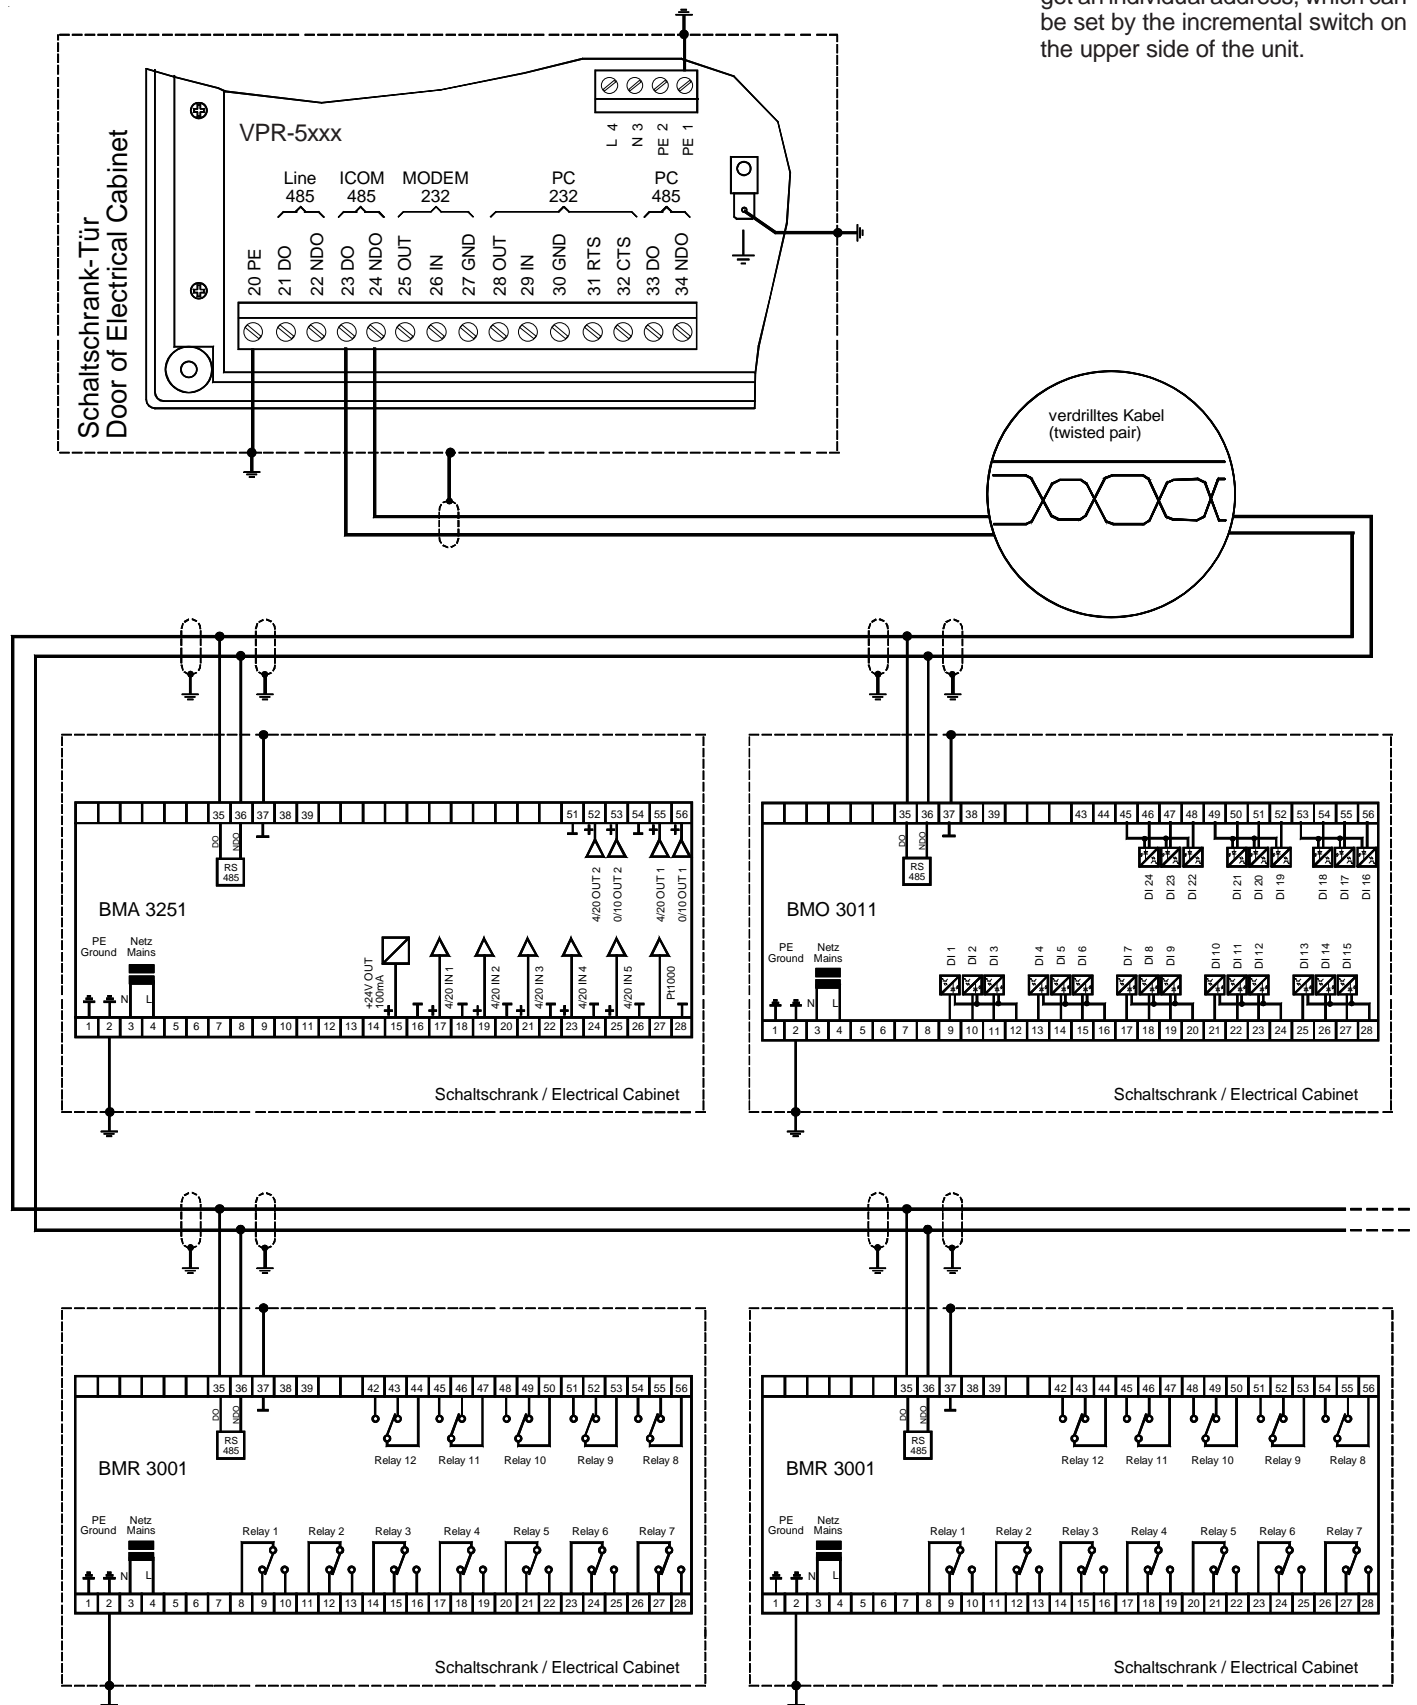 get an individual address, which can
be set by the incremental switch on
the upper side of the unit.
Schaltschrank-Tür
Door of Electrical Cabinet
VPR-5xxx
L 4
N 3
PE 2
PE 1
Line
485
ICOM
485
MODEM
232
PC
232
PC
485
20 PE
21 DO
22 NDO
23 DO
24 NDO
25 OUT
26 IN
27 GND
28 OUT
29 IN
30 GND
31 RTS
32 CTS
33 DO
34 NDO
verdrilltes Kabel
(twisted pair)
35 36 37 38 39 51 52 53 54 55 56
DO
NDO
RS
485
4/20 OUT 2
0/10 OUT 2
4/20 OUT 1
0/10 OUT 1
BMA 3251
PE
Ground
Netz
Mains
N L
+24V OUT
100mA
4/20 IN 1
4/20 IN 2
4/20 IN 3
4/20 IN 4
4/20 IN 5
Pt1000
1 2 3 4 5 6 7 8 9 10 11 12 13 14 15 16 17 18 19 20 21 22 23 24 25 26 27 28
Schaltschrank / Electrical Cabinet
35 36 37 38 39 43 44 45 46 47 48 49 50 51 52 53 54 55 56
DO
NDO
RS
485
DI 24
DI 23
DI 22
DI 21
DI 20
DI 19
DI 18
DI 17
DI 16
BMO 3011
PE
Ground
Netz
Mains
N L
DI 1
DI 2
DI 3
DI 4
DI 5
DI 6
DI 7
DI 8
DI 9
DI 10
DI 11
DI 12
DI 13
DI 14
DI 15
1 2 3 4 5 6 7 8 9 10 11 12 13 14 15 16 17 18 19 20 21 22 23 24 25 26 27 28
Schaltschrank / Electrical Cabinet
35 36 37 38 39 42 43 44 45 46 47 48 49 50 51 52 53 54 55 56
DO
NDO
RS
485
Relay 12 Relay 11 Relay 10 Relay 9 Relay 8
BMR 3001
PE
Ground
Netz
Mains
N L
Relay 1 Relay 2 Relay 3 Relay 4 Relay 5 Relay 6 Relay 7
1 2 3 4 5 6 7 8 9 10 11 12 13 14 15 16 17 18 19 20 21 22 23 24 25 26 27 28
Schaltschrank / Electrical Cabinet
35 36 37 38 39 42 43 44 45 46 47 48 49 50 51 52 53 54 55 56
DO
NDO
RS
485
Relay 12 Relay 11 Relay 10 Relay 9 Relay 8
BMR 3001
PE
Ground
Netz
Mains
N L
Relay 1 Relay 2 Relay 3 Relay 4 Relay 5 Relay 6 Relay 7
1 2 3 4 5 6 7 8 9 10 11 12 13 14 15 16 17 18 19 20 21 22 23 24 25 26 27 28
Schaltschrank / Electrical Cabinet